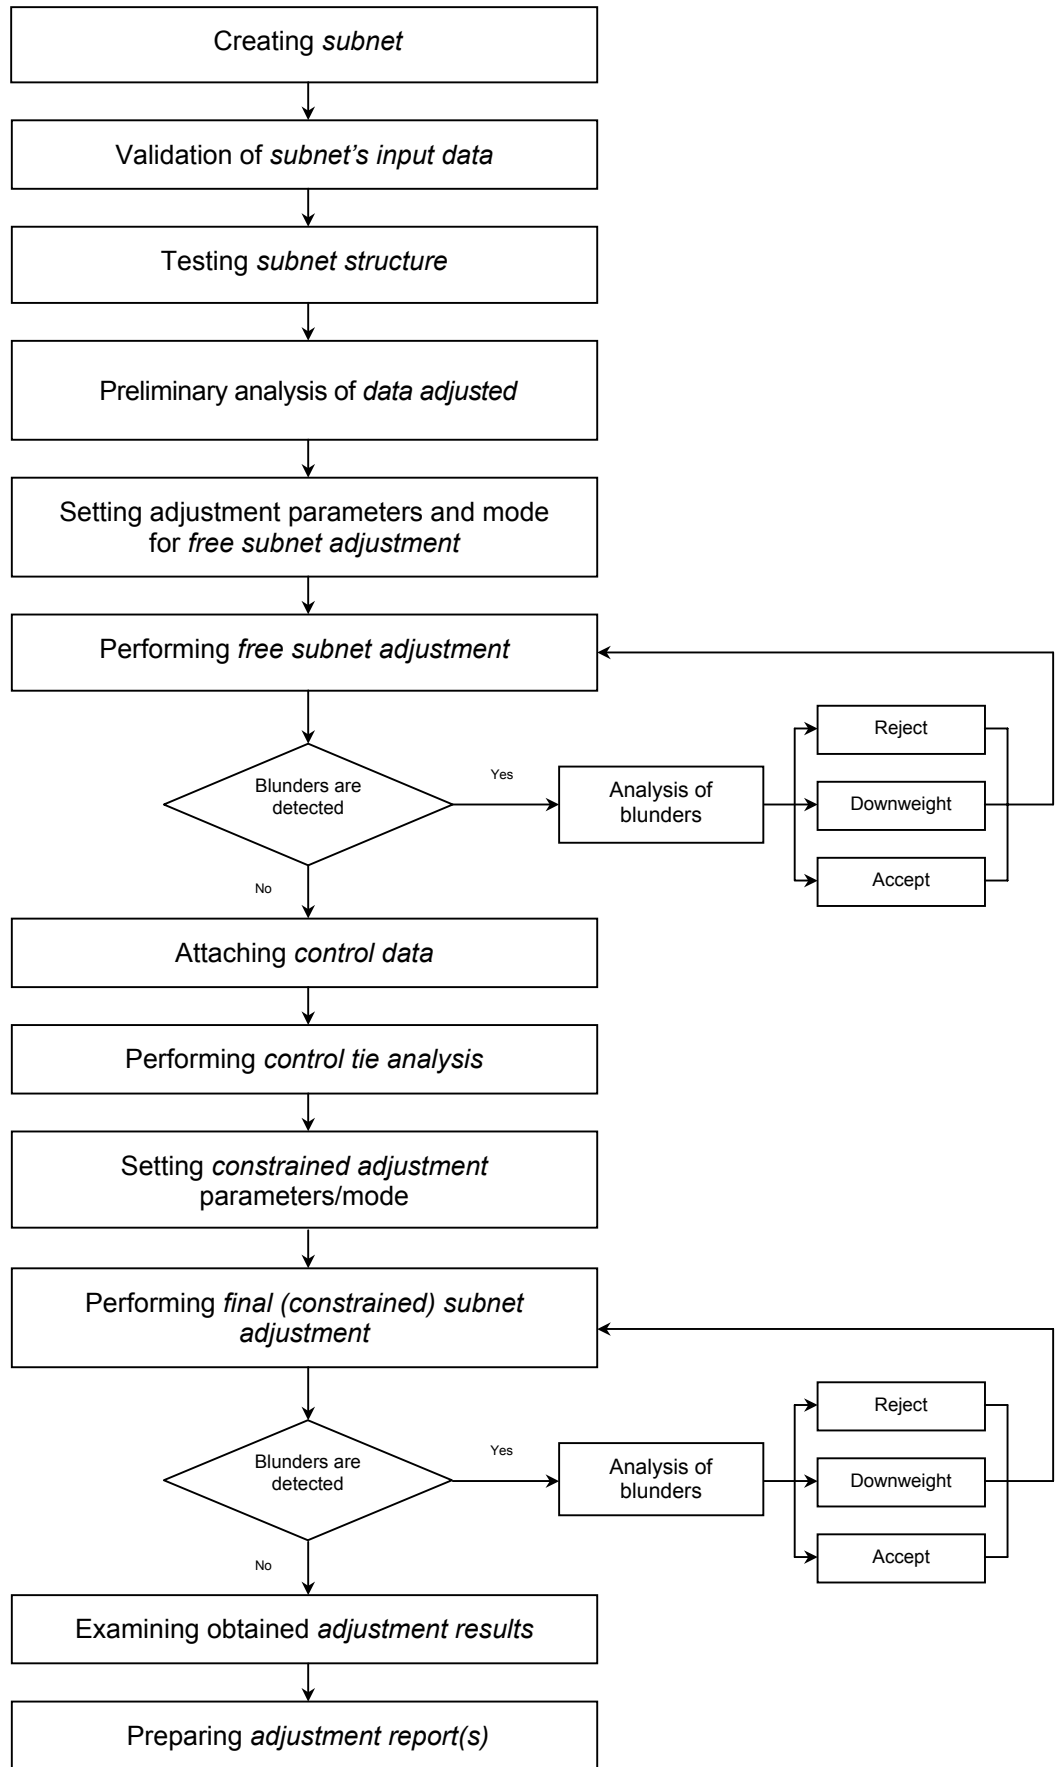 Creating subnet
Validation of subnet's input data
Testing subnet structure
Preliminary analysis of data adjusted
Setting adjustment parameters and mode
for free subnet adjustment
Performing free subnet adjustment
Blunders are
detected
Yes
Analysis of
blunders
Reject
Downweight
Accept
No
Attaching control data
Performing control tie analysis
Setting constrained adjustment
parameters/mode
Performing final (constrained) subnet
adjustment
Blunders are
detected
Yes
Analysis of
blunders
Reject
Downweight
Accept
No
Examining obtained adjustment results
Preparing adjustment report(s)